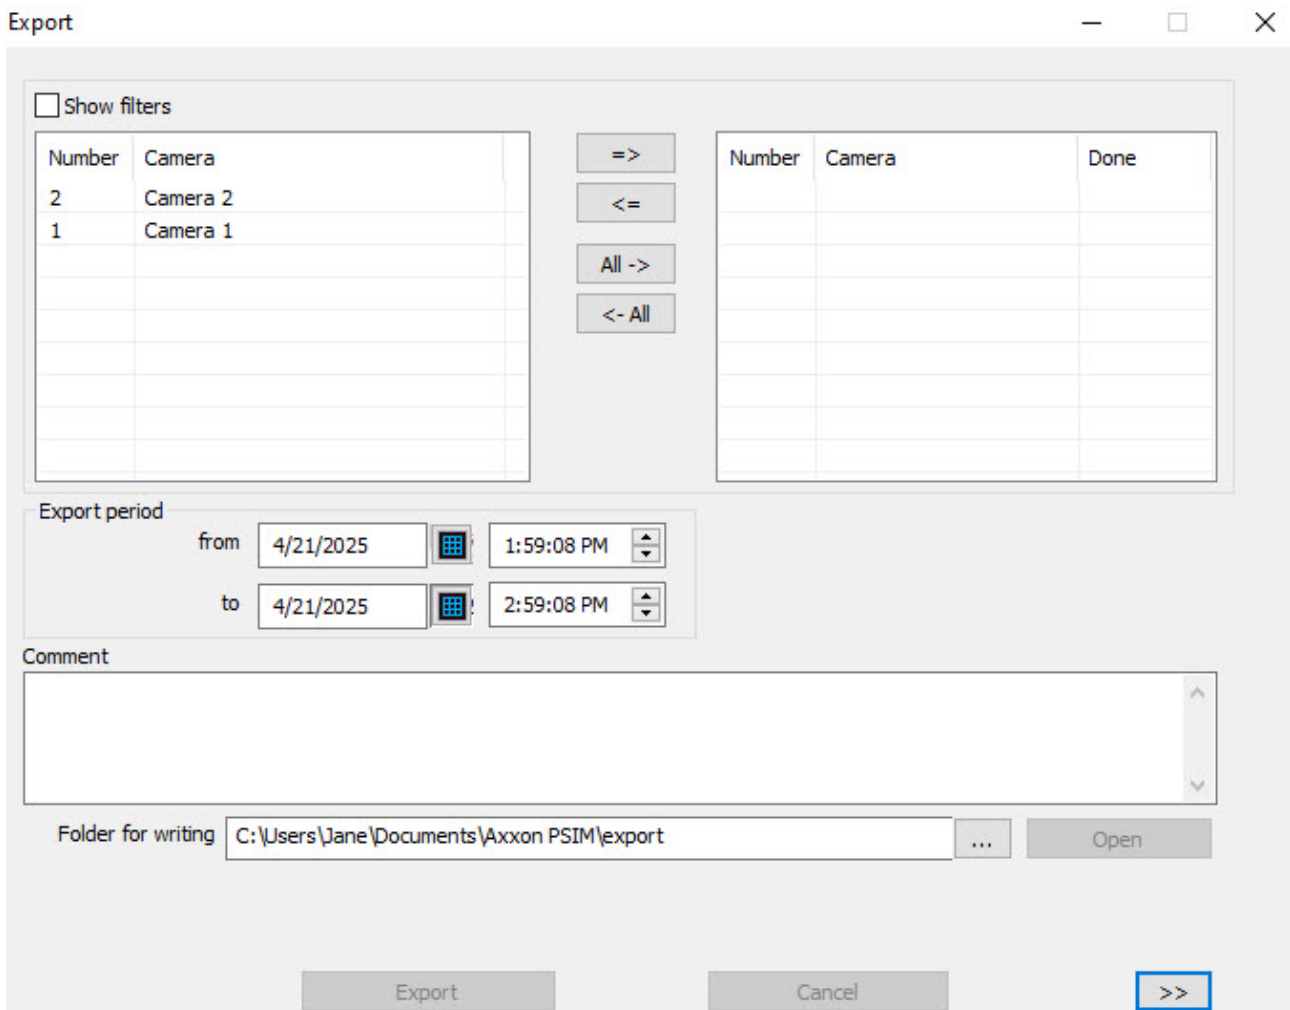 Export
Show filters
Number Camera
2 Camera 2
1 Camera 1
=>
<=
All ->
<- All
Number Camera Done
Export period
from 4/21/2025 1:59:08 PM
to 4/21/2025 2:59:08 PM
Comment
Folder for writing C:\Users\Jane\Documents\Axxon PSIM\export ... Open
Export Cancel >>